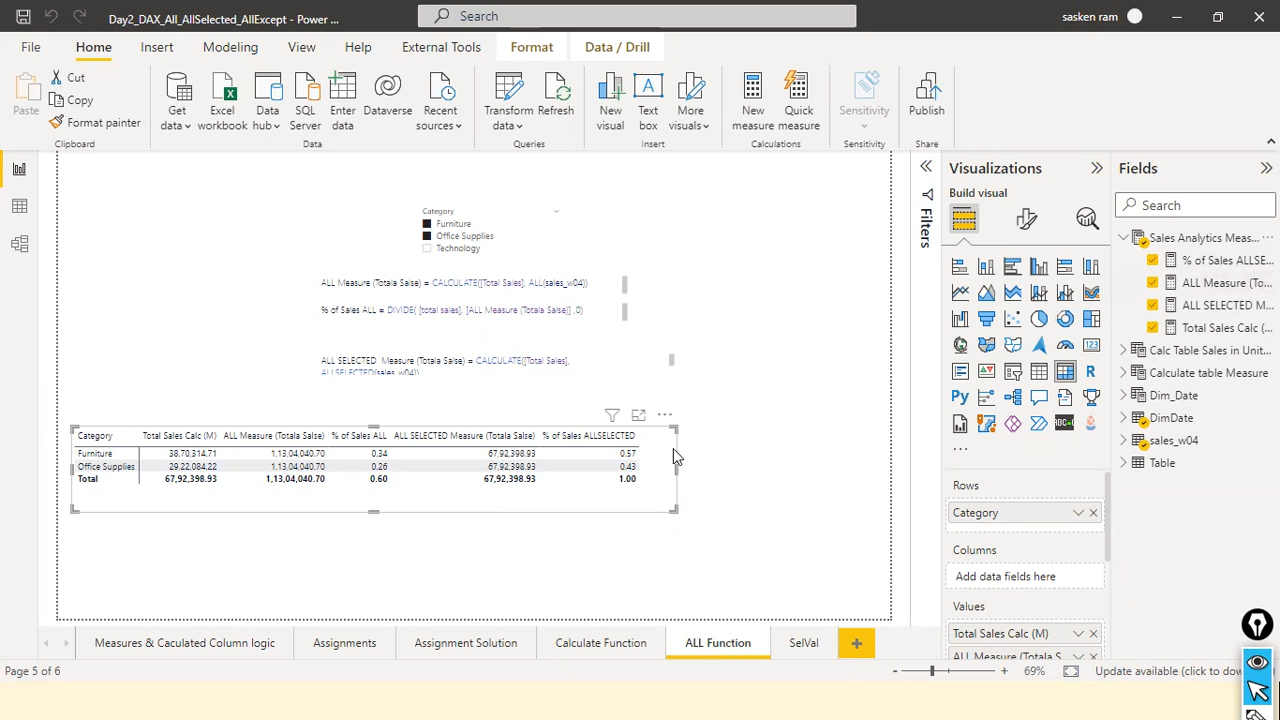 Day2_DAX_All_AllSelected_AllExcept - Power ...
Search
sasken ram
File Home Insert Modeling View Help External Tools Format Data / Drill
Paste
Cut
Copy
Format painter
Get data
Excel workbook
Data hub
SQL Server
Enter data
Dataverse
Recent sources
Transform data
Refresh
New visual
Text box
More visuals
New measure
Quick measure
Sensitivity
Publish
Clipboard Data Queries Insert Calculations Sensitivity Share
Category
Furniture
Office Supplies
Technology
ALL Measure (Totala Salse) = CALCULATE([Total Sales], ALL(sales_w04))
% of Sales ALL = DIVIDE( [total sales], [ALL Measure (Totala Salse)] ,0)
ALL SELECTED Measure (Totala Salse) = CALCULATE([Total Sales],
ALLSELECTED(sales_w04))
Category Total Sales Calc (M) ALL Measure (Totala Salse) % of Sales ALL ALL SELECTED Measure (Totala Salse) % of Sales ALLSELECTED
Furniture 38,70,314.71 1,13,04,040.70 0.34 67,92,398.93 0.57
Office Supplies 29,22,084.22 1,13,04,040.70 0.26 67,92,398.93 0.43
Total 67,92,398.93 1,13,04,040.70 0.60 67,92,398.93 1.00
Filters
Visualizations
Build visual
123
R
Py
...
Rows
Category
Columns
Add data fields here
Values
Total Sales Calc (M)
ALL Measure (Totala S
Fields
Search
Sales Analytics Meas...
% of Sales ALLSE...
ALL Measure (To...
ALL SELECTED M...
Total Sales Calc (...
Calc Table Sales in Unit...
Calculate table Measure
Dim_Date
DimDate
sales_w04
Table
Measures & Caculated Column logic Assignments Assignment Solution Calculate Function ALL Function SelVal
Page 5 of 6
- + 69%
Update available (click to dow